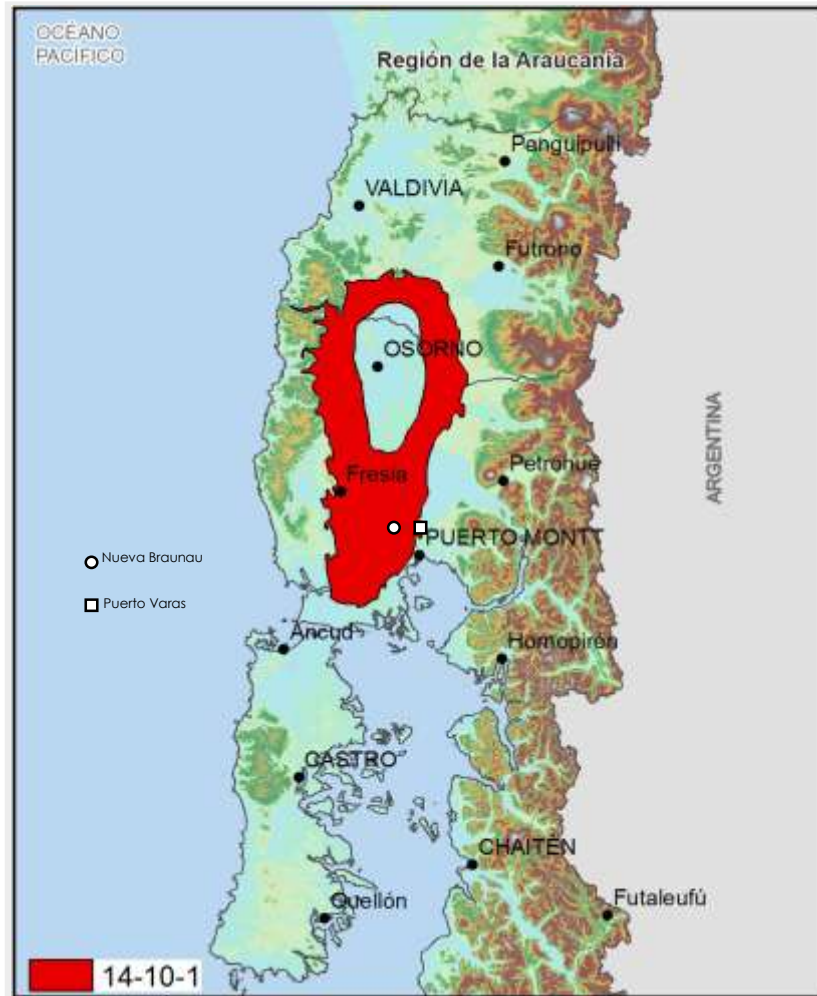 OCÉANO
PACÍFICO
Región de la Araucanía
Panguipulli
VALDIVIA
Futrono
OSORNO
ARGENTINA
Fresia
Petrohué
PUERTO MONTT
Nueva Braunau
Puerto Varas
Ancud
Hornopirén
CASTRO
CHAITÉN
Quellón
Futaleufú
14-10-1